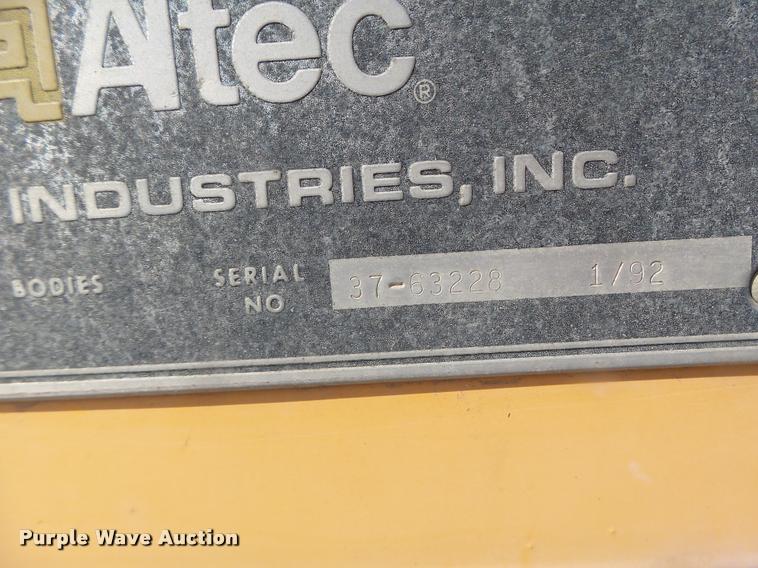 Altec®
INDUSTRIES, INC.
BODIES SERIAL NO 37-63228 1/92
Purple Wave Auction